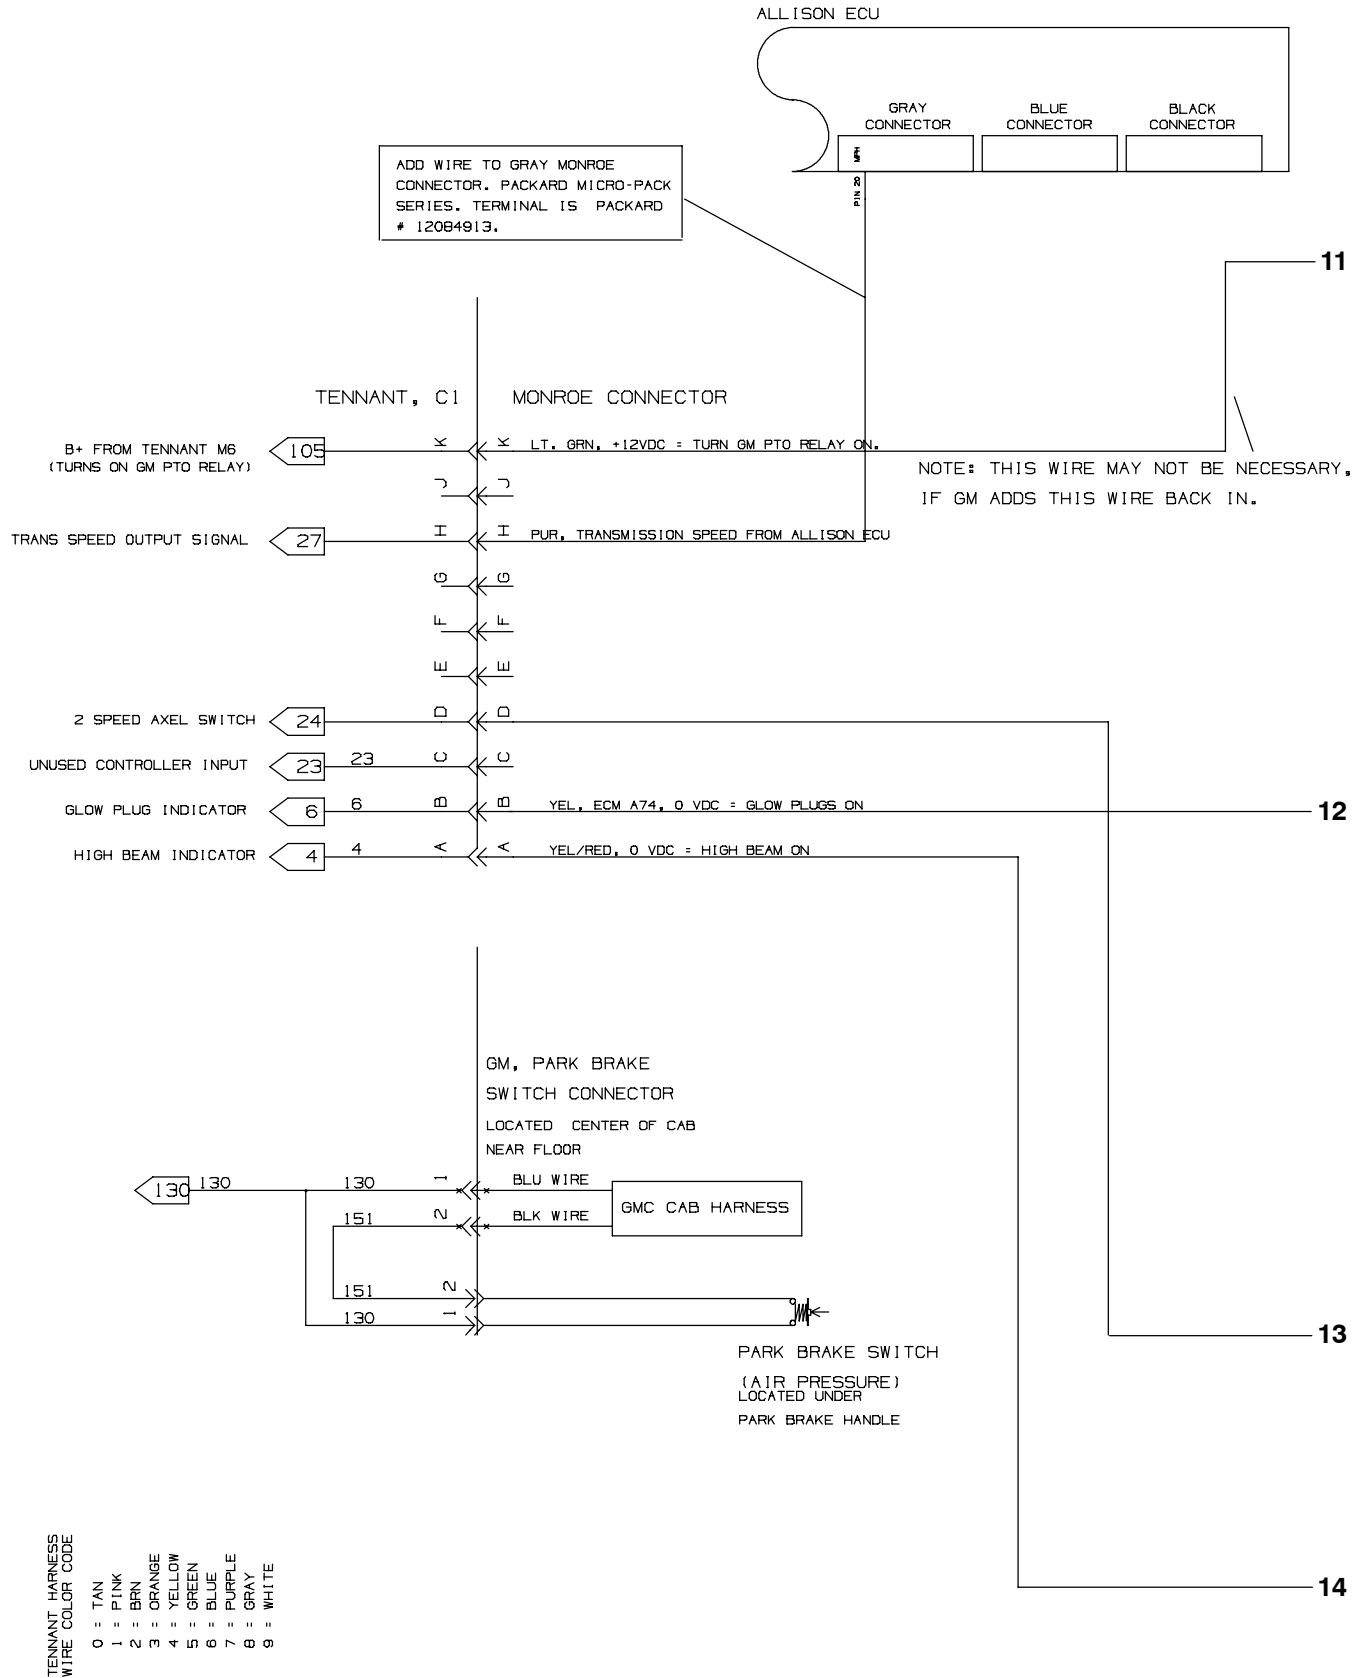 ALLISON ECU
GRAY
CONNECTOR
BLUE
CONNECTOR
BLACK
CONNECTOR
PIN 20 MPH
ADD WIRE TO GRAY MONROE
CONNECTOR. PACKARD MICRO-PACK
SERIES. TERMINAL IS PACKARD
# 12084913.
11
TENNANT, C1
MONROE CONNECTOR
B+ FROM TENNANT M6
(TURNS ON GM PTO RELAY)
105
K
K
LT. GRN, +12VDC = TURN GM PTO RELAY ON.
NOTE: THIS WIRE MAY NOT BE NECESSARY,
IF GM ADDS THIS WIRE BACK IN.
J
J
TRANS SPEED OUTPUT SIGNAL
27
H
H
PUR, TRANSMISSION SPEED FROM ALLISON ECU
G
G
F
F
E
E
2 SPEED AXEL SWITCH
24
D
D
UNUSED CONTROLLER INPUT
23
23
C
C
GLOW PLUG INDICATOR
6
6
B
B
YEL, ECM A74, 0 VDC = GLOW PLUGS ON
12
HIGH BEAM INDICATOR
4
4
A
A
YEL/RED, 0 VDC = HIGH BEAM ON
GM, PARK BRAKE
SWITCH CONNECTOR
LOCATED CENTER OF CAB
NEAR FLOOR
130
130
130
1
BLU WIRE
151
2
BLK WIRE
GMC CAB HARNESS
151
2
130
1
13
PARK BRAKE SWITCH
(AIR PRESSURE)
LOCATED UNDER
PARK BRAKE HANDLE
14
TENNANT HARNESS
WIRE COLOR CODE
0 = TAN
1 = PINK
2 = BRN
3 = ORANGE
4 = YELLOW
5 = GREEN
6 = BLUE
7 = PURPLE
8 = GRAY
9 = WHITE